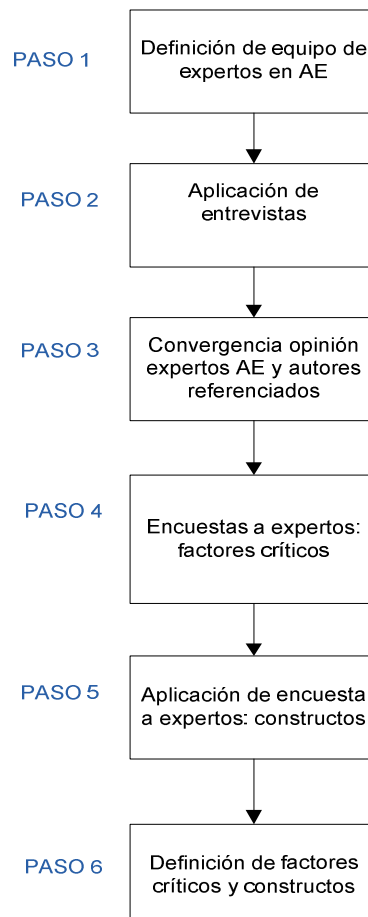 PASO 1
Definición de equipo de
expertos en AE
PASO 2
Aplicación de
entrevistas
PASO 3
Convergencia opinión
expertos AE y autores
referenciados
PASO 4
Encuestas a expertos:
factores críticos
PASO 5
Aplicación de encuesta
a expertos: constructos
PASO 6
Definición de factores
críticos y constructos